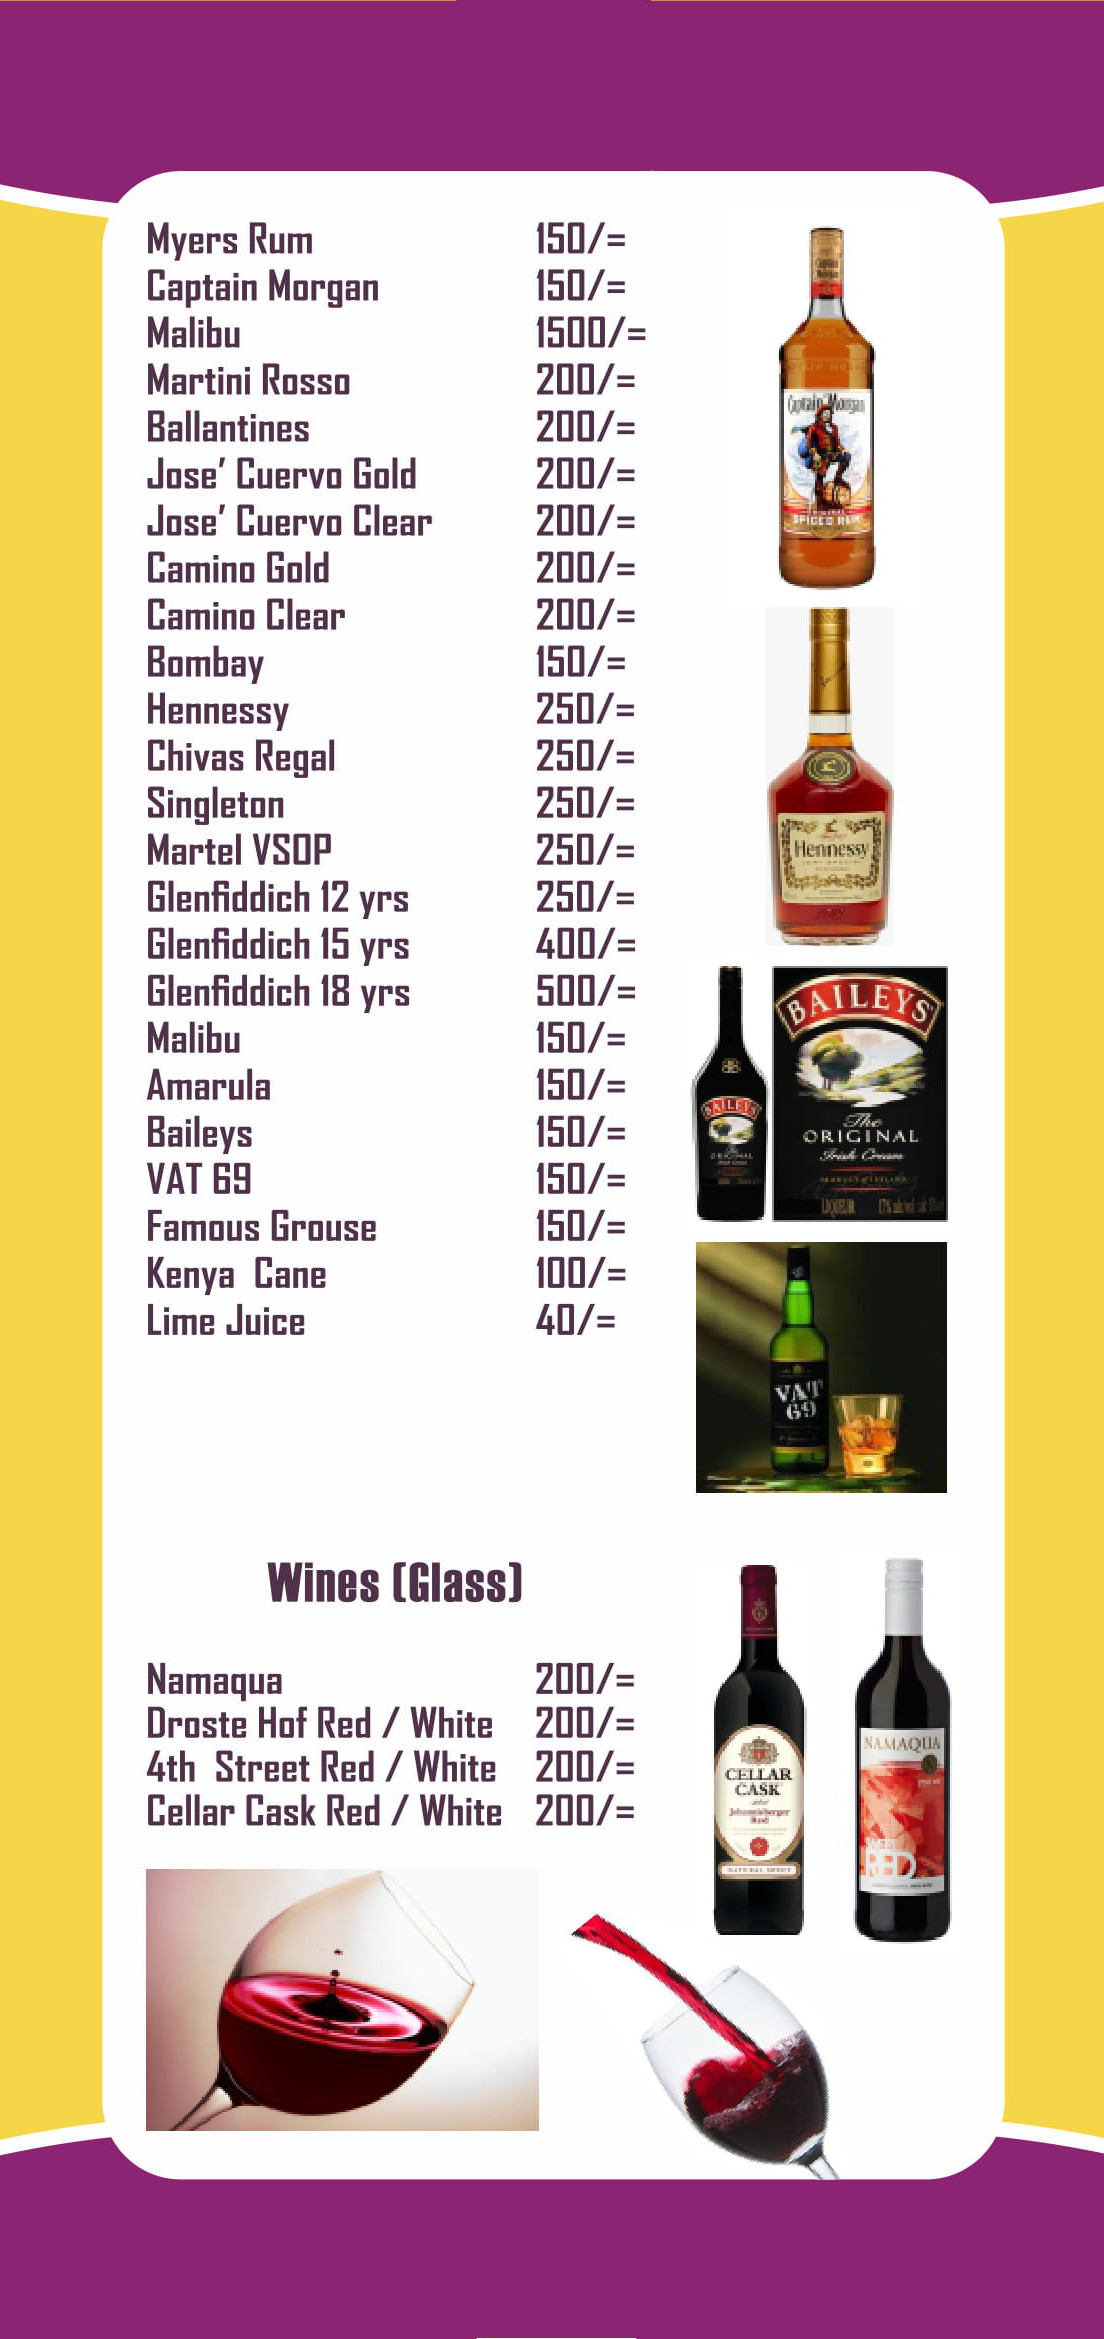 Myers Rum 150/=
Captain Morgan 150/=
Malibu 1500/=
Martini Rosso 200/=
Ballantines 200/=
Jose’ Cuervo Gold 200/=
Jose’ Cuervo Clear 200/=
Camino Gold 200/=
Camino Clear 200/=
Bombay 150/=
Hennessy 250/=
Chivas Regal 250/=
Singleton 250/=
Martel VSOP 250/=
Glenfiddich 12 yrs 250/=
Glenfiddich 15 yrs 400/=
Glenfiddich 18 yrs 500/=
Malibu 150/=
Amarula 150/=
Baileys 150/=
VAT 69 150/=
Famous Grouse 150/=
Kenya Cane 100/=
Lime Juice 40/=
Captain Morgan
SPICED RUM
Hennessy
BAILEYS
BAILEYS
The
ORIGINAL
Irish Cream
VAT
69
Wines (Glass)
Namaqua 200/=
Droste Hof Red / White 200/=
4th Street Red / White 200/=
Cellar Cask Red / White 200/=
CELLAR
CASK
Johannisberger
Red
NATURAL SWEET
NAMAQUA
SWEET
RED